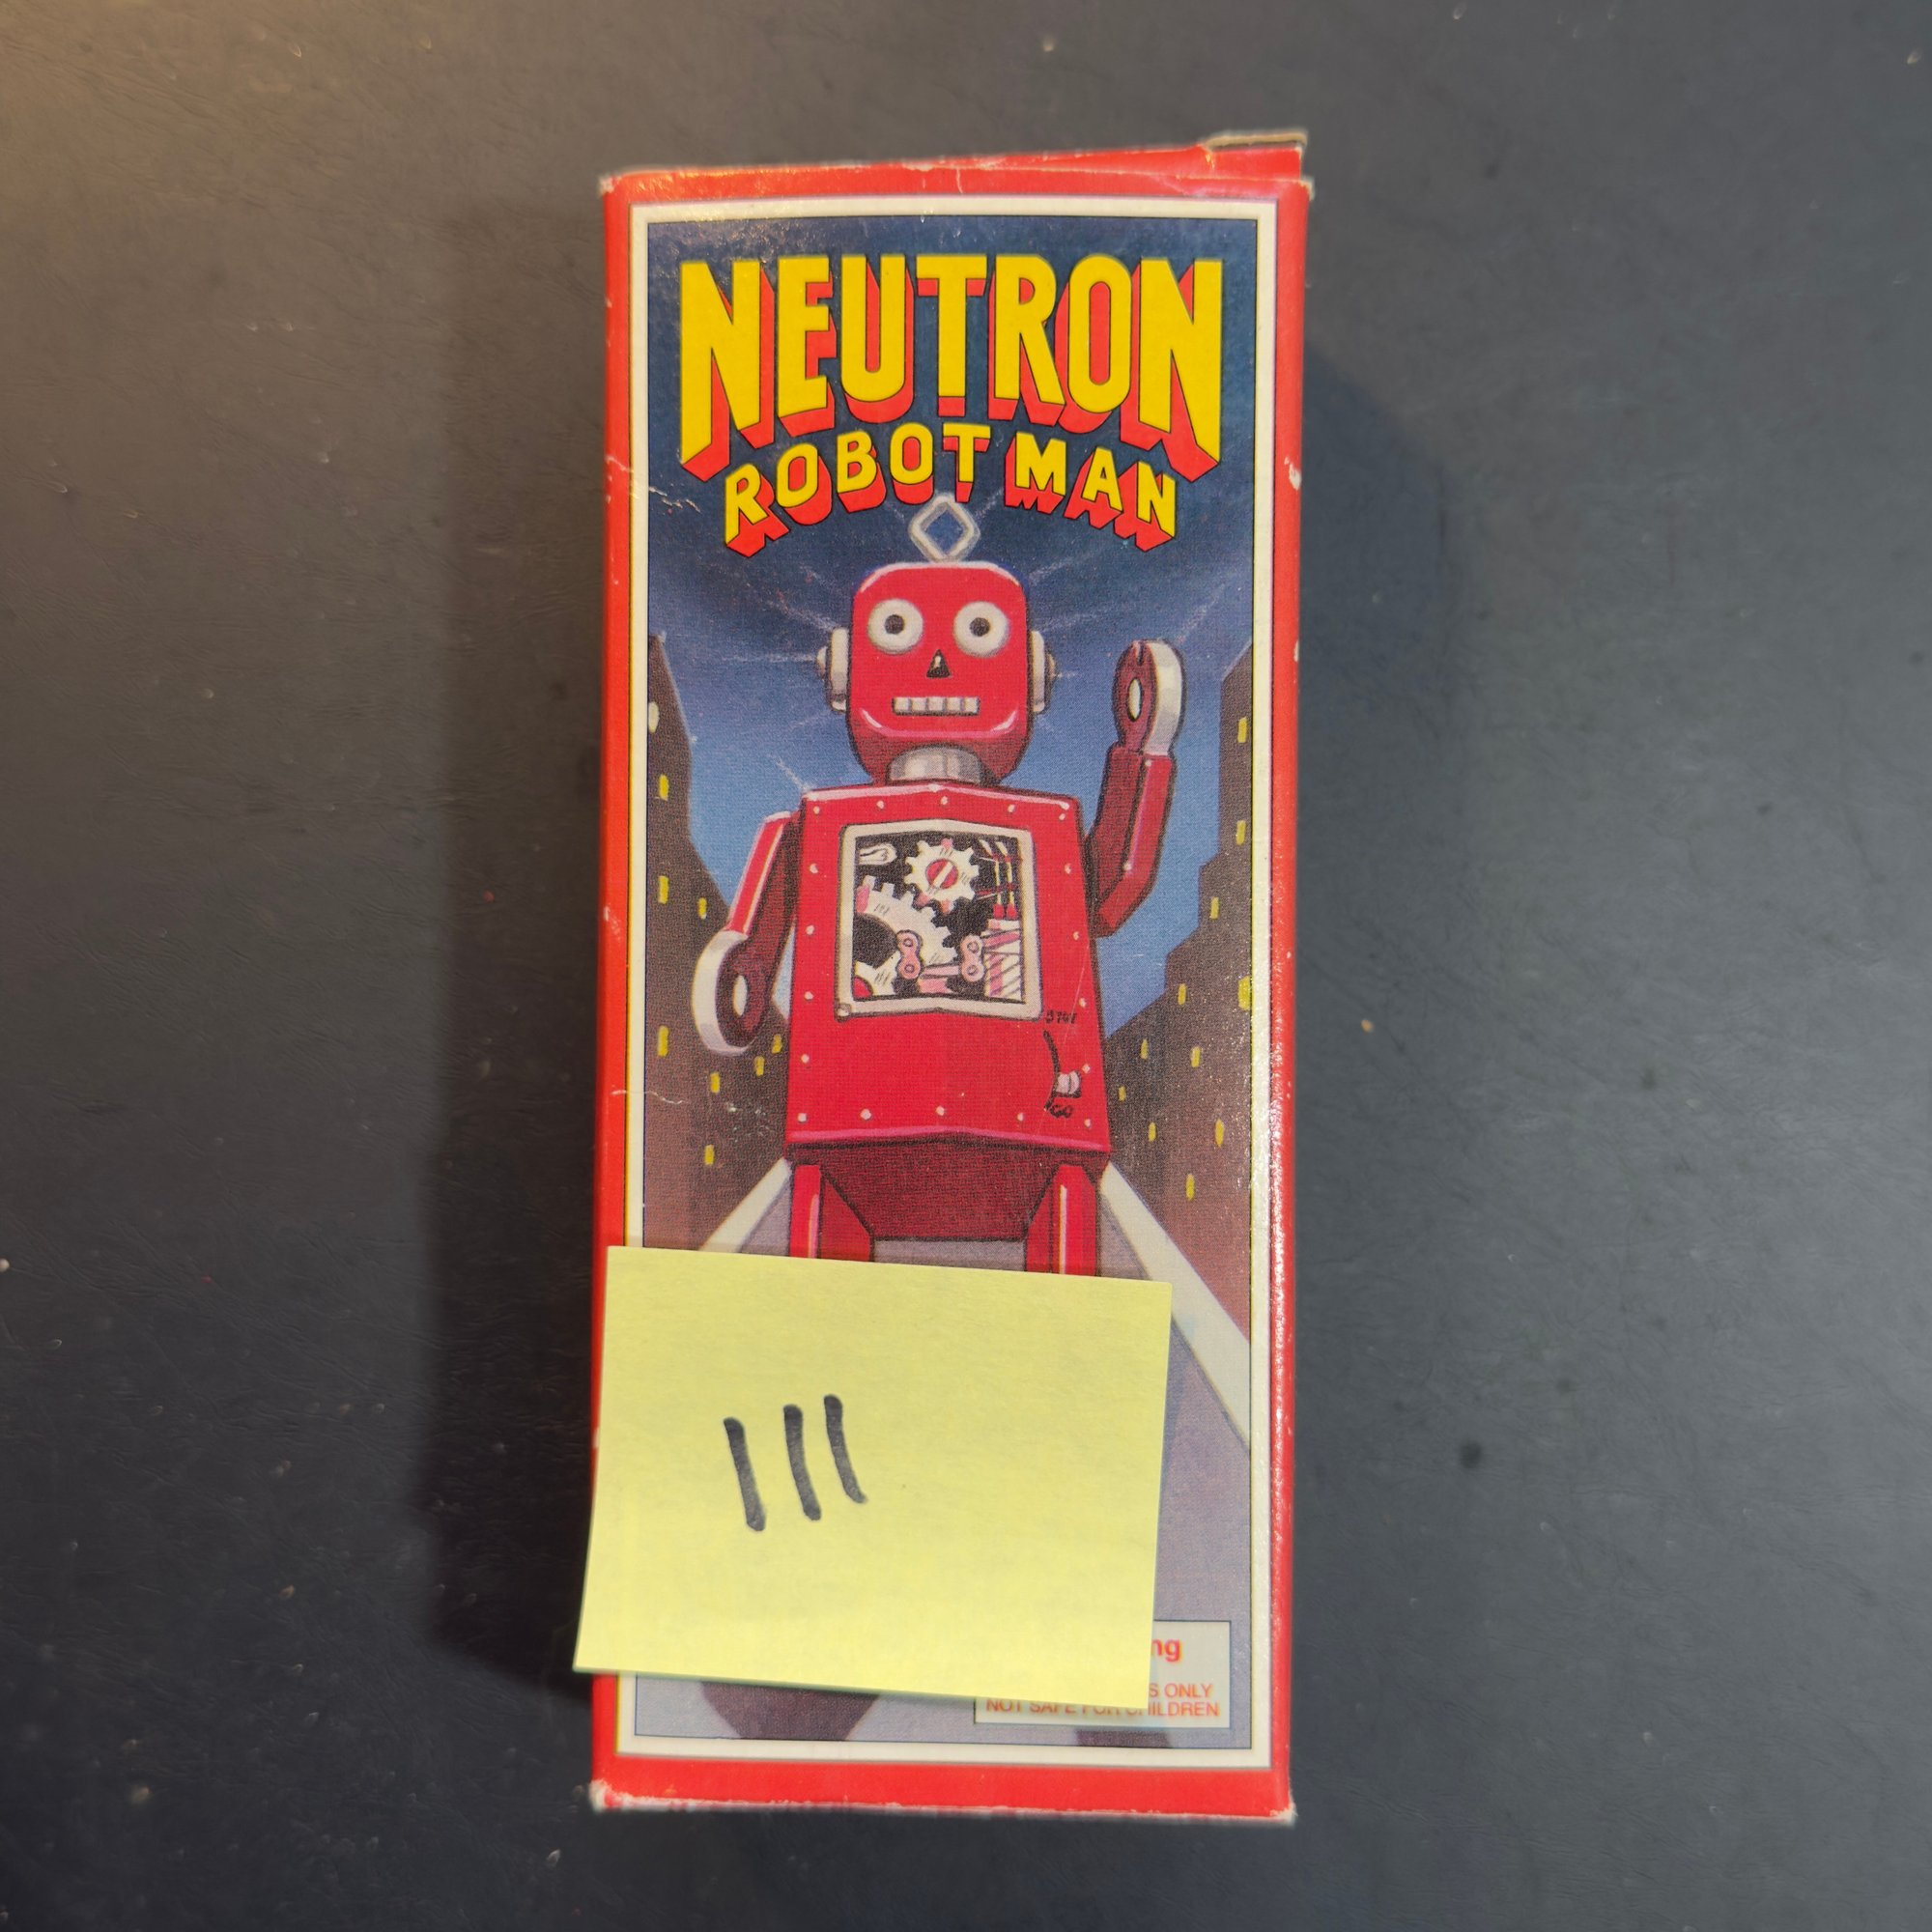 NEUTRON
ROBOT MAN
STOP
GO
111
ng
S ONLY
NOT SAFE FOR CHILDREN